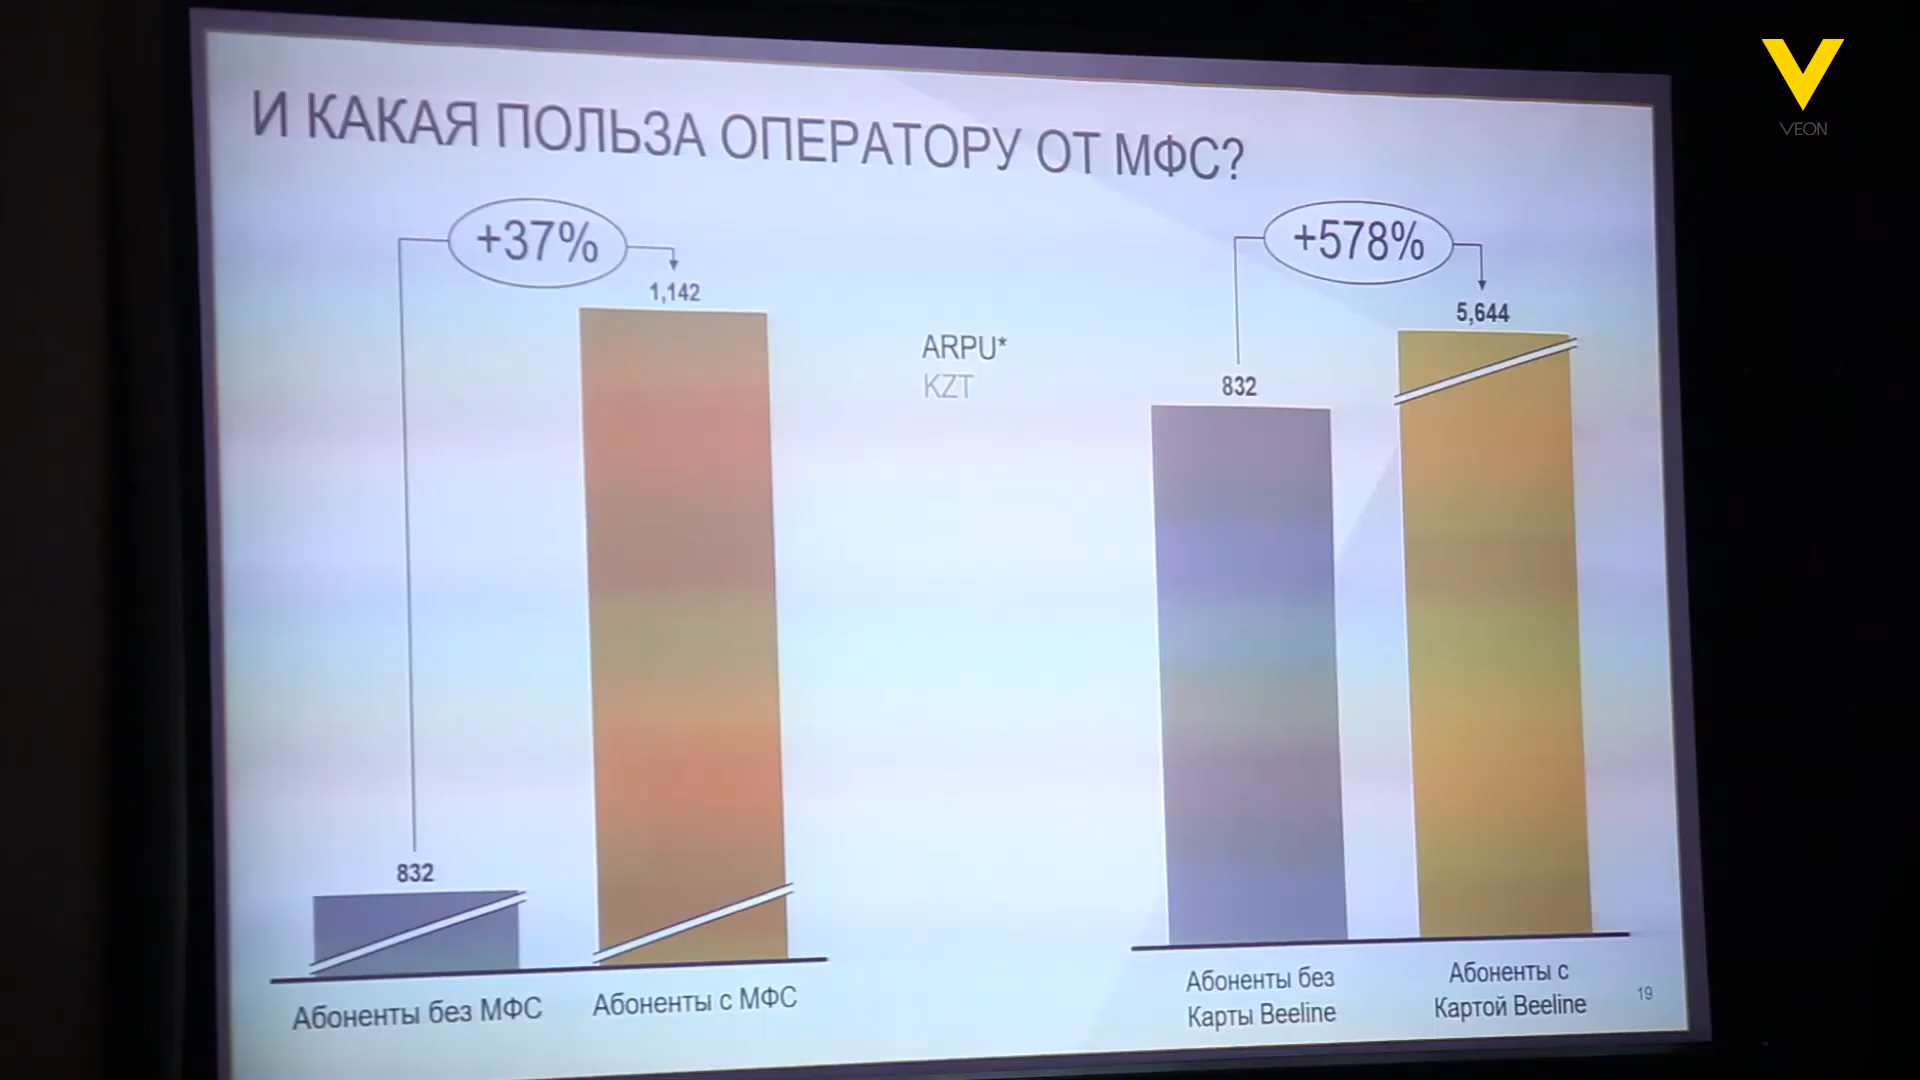 И КАКАЯ ПОЛЬЗА ОПЕРАТОРУ ОТ МФС?
+37%
1,142
832
Абоненты без МФС
Абоненты с МФС
ARPU*
KZT
+578%
832
5,644
Абоненты без
Карты Beeline
Абоненты с
Картой Beeline
19
VEON